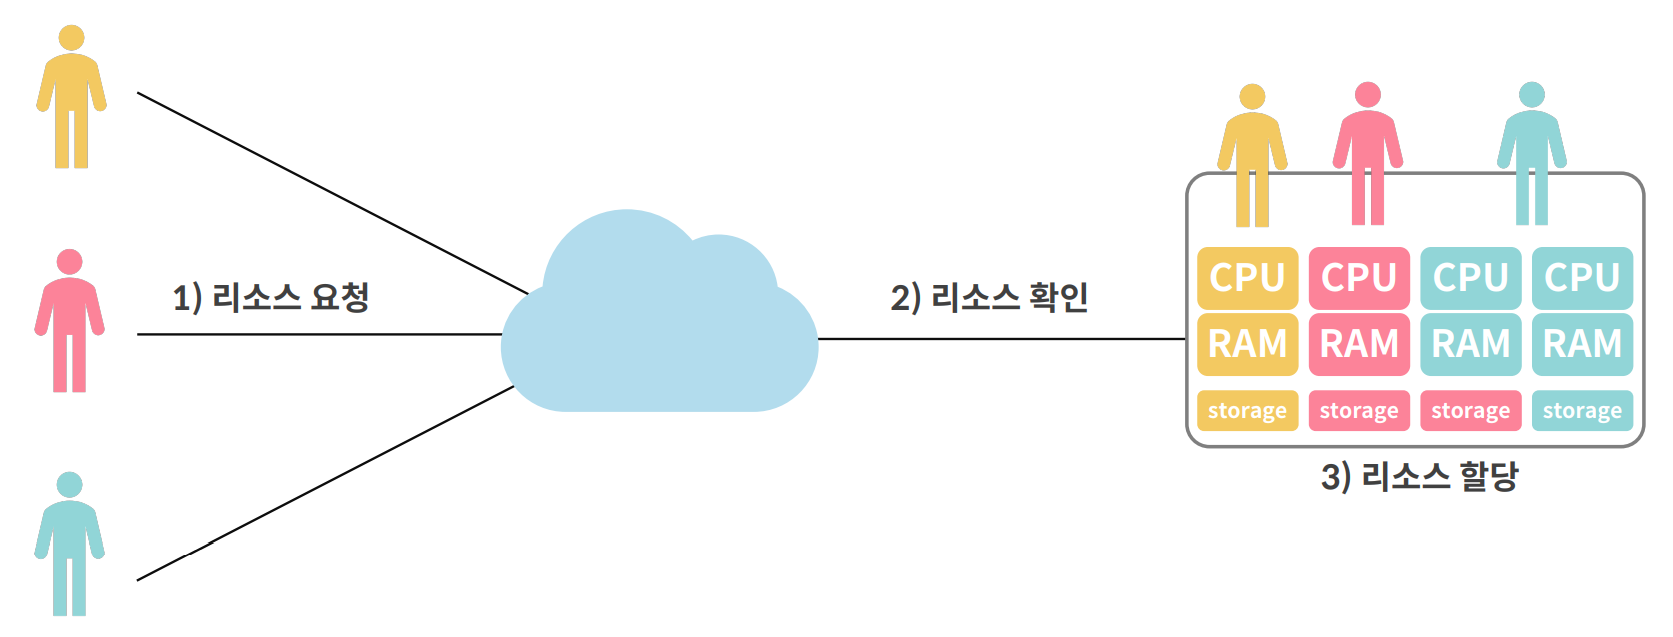 1) 리소스 요청
2) 리소스 확인
CPU CPU CPU CPU
RAM RAM RAM RAM
storage storage storage storage
3) 리소스 할당